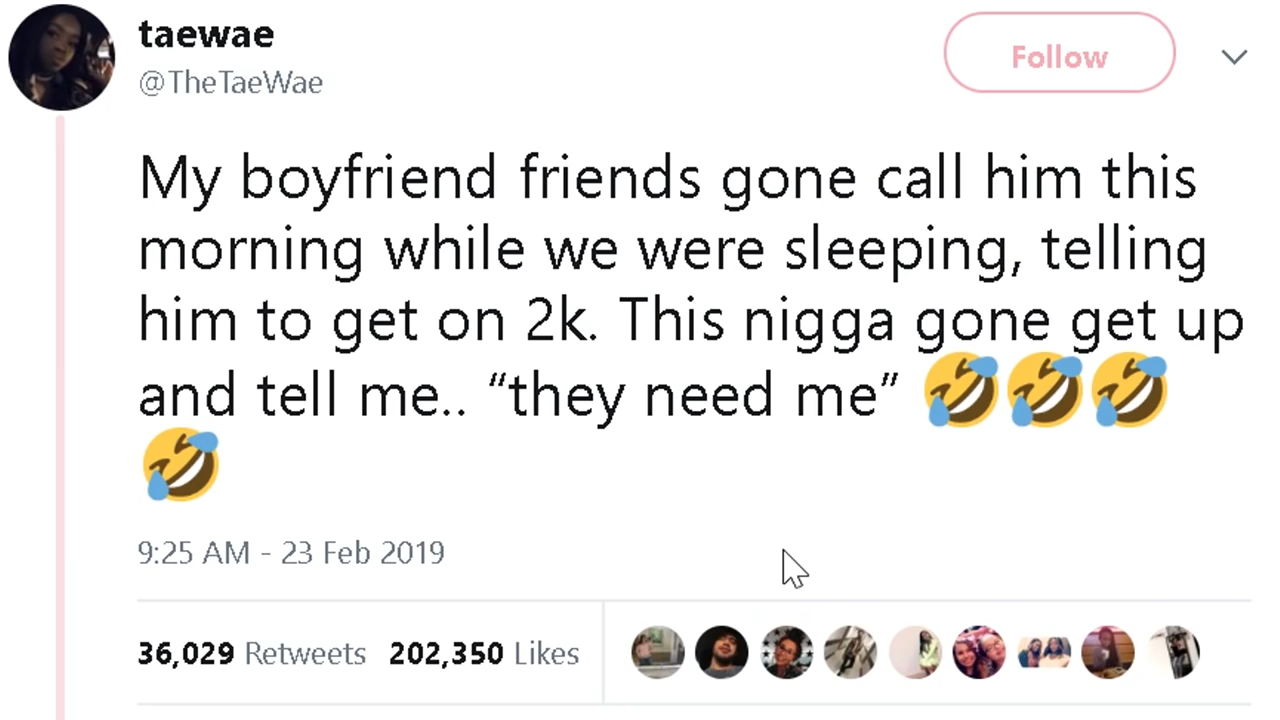 taewae
@TheTaeWae
Follow
My boyfriend friends gone call him this
morning while we were sleeping, telling
him to get on 2k. This nigga gone get up
and tell me.. “they need me” 🤣🤣🤣
🤣
9:25 AM - 23 Feb 2019
36,029 Retweets 202,350 Likes